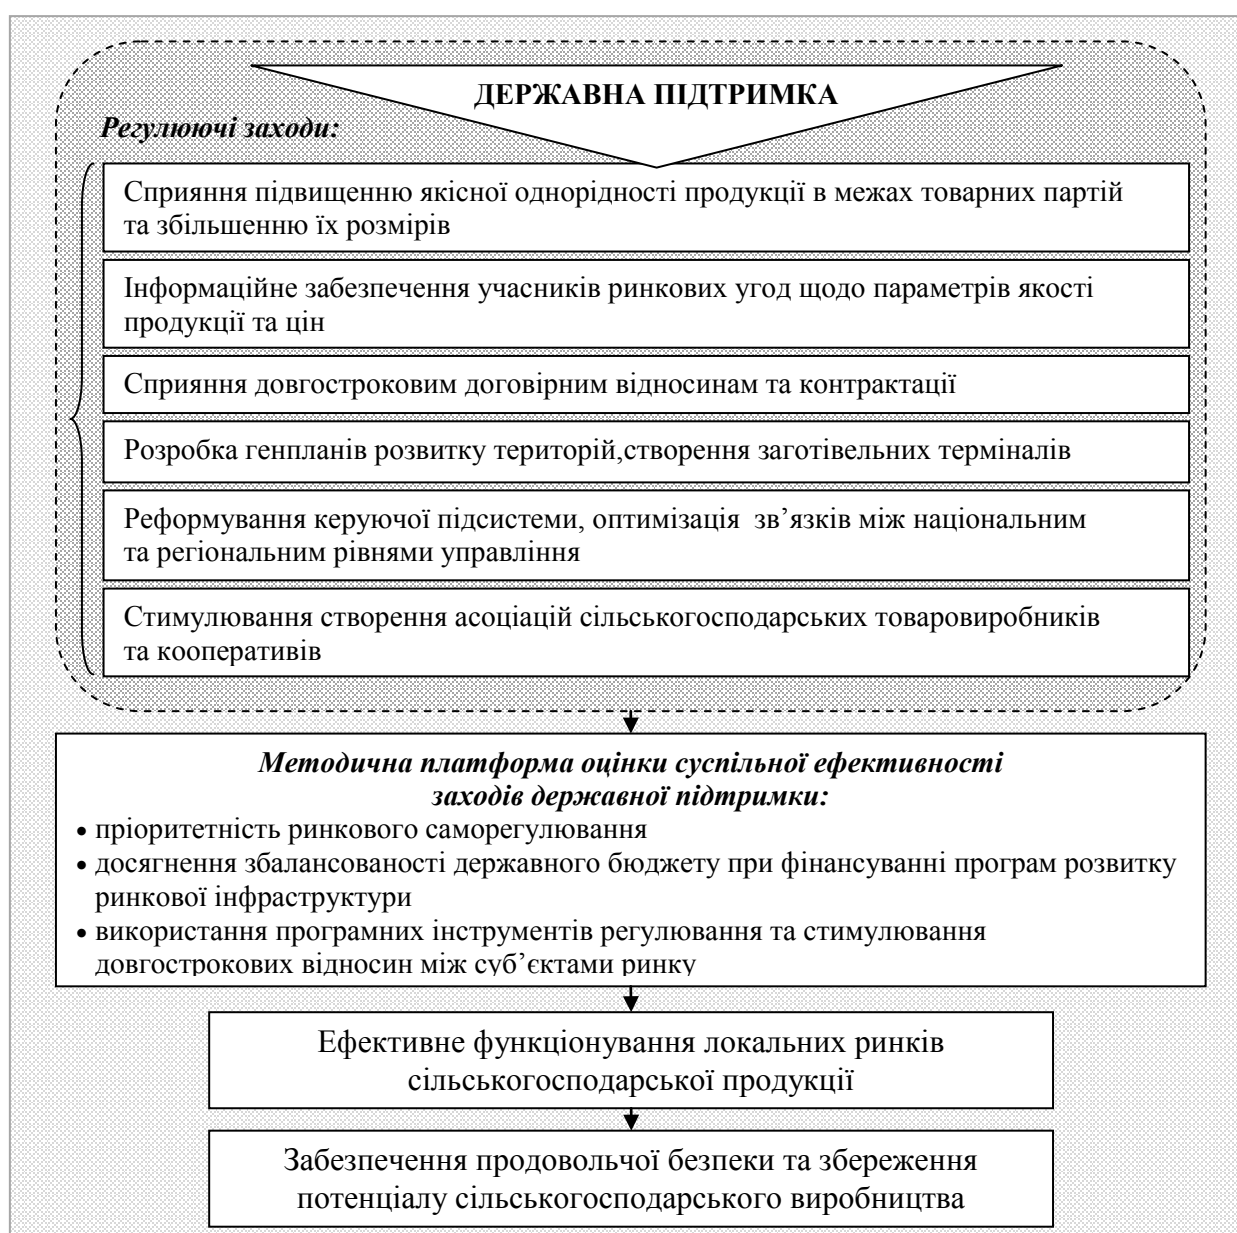 ДЕРЖАВНА ПІДТРИМКА
Регулюючі заходи:
Сприяння підвищенню якісної однорідності продукції в межах товарних партій
та збільшенню їх розмірів
Інформаційне забезпечення учасників ринкових угод щодо параметрів якості
продукції та цін
Сприяння довгостроковим договірним відносинам та контрактації
Розробка генпланів розвитку територій,створення заготівельних терміналів
Реформування керуючої підсистеми, оптимізація  зв’язків між національним
та регіональним рівнями управління
Стимулювання створення асоціацій сільськогосподарських товаровиробників
та кооперативів
Методична платформа оцінки суспільної ефективності
заходів державної підтримки:
• пріоритетність ринкового саморегулювання
• досягнення збалансованості державного бюджету при фінансуванні програм розвитку
ринкової інфраструктури
• використання програмних інструментів регулювання та стимулювання
довгострокових відносин між суб’єктами ринку
Ефективне функціонування локальних ринків
сільськогосподарської продукції
Забезпечення продовольчої безпеки та збереження
потенціалу сільськогосподарського виробництва